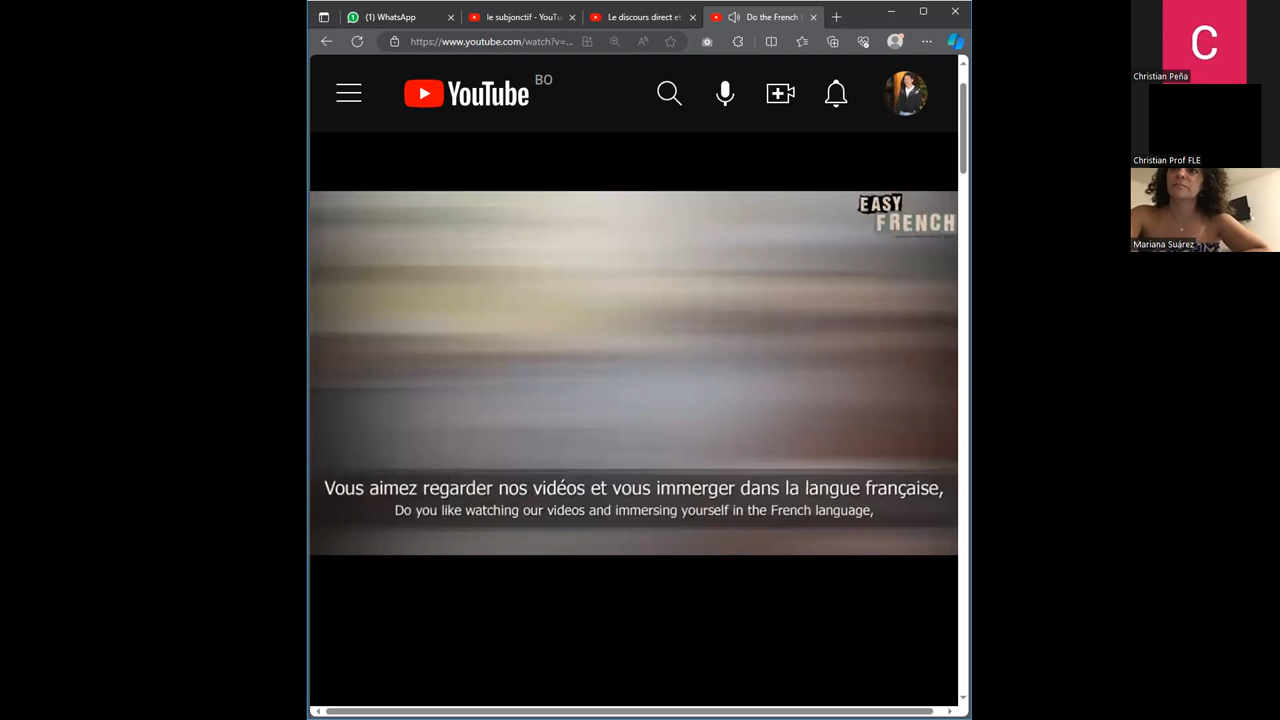 (1) WhatsApp
le subjonctif - YouTu
Le discours direct et
Do the French
https://www.youtube.com/watch?v=...
YouTube BO
EASY
FRENCH
Vous aimez regarder nos vidéos et vous immerger dans la langue française,
Do you like watching our videos and immersing yourself in the French language,
C
Christian Peña
Christian Prof FLE
Mariana Suárez